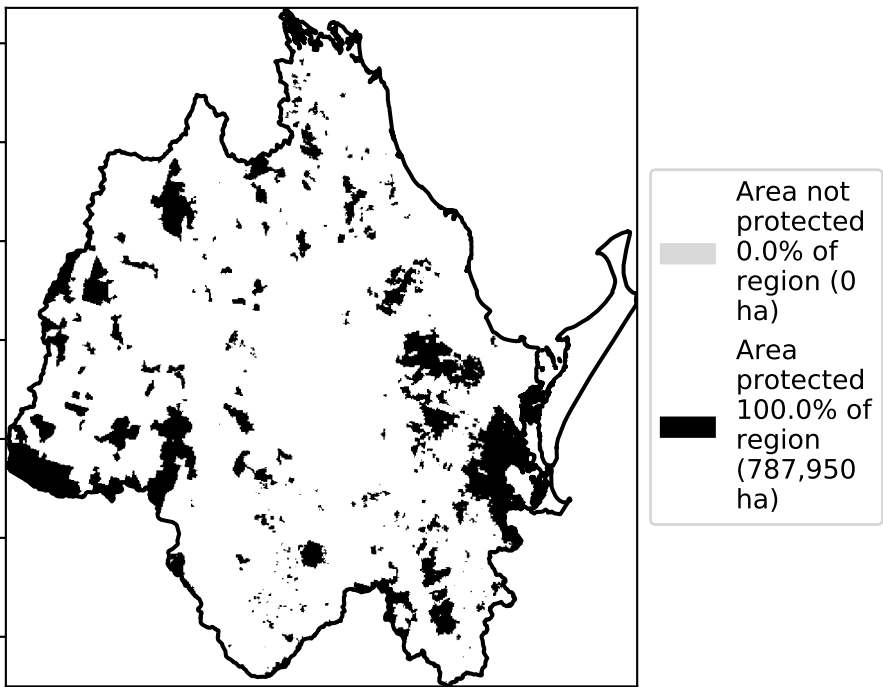 Area not
protected
0.0% of
region (0
ha)
Area
protected
100.0% of
region
(787,950
ha)